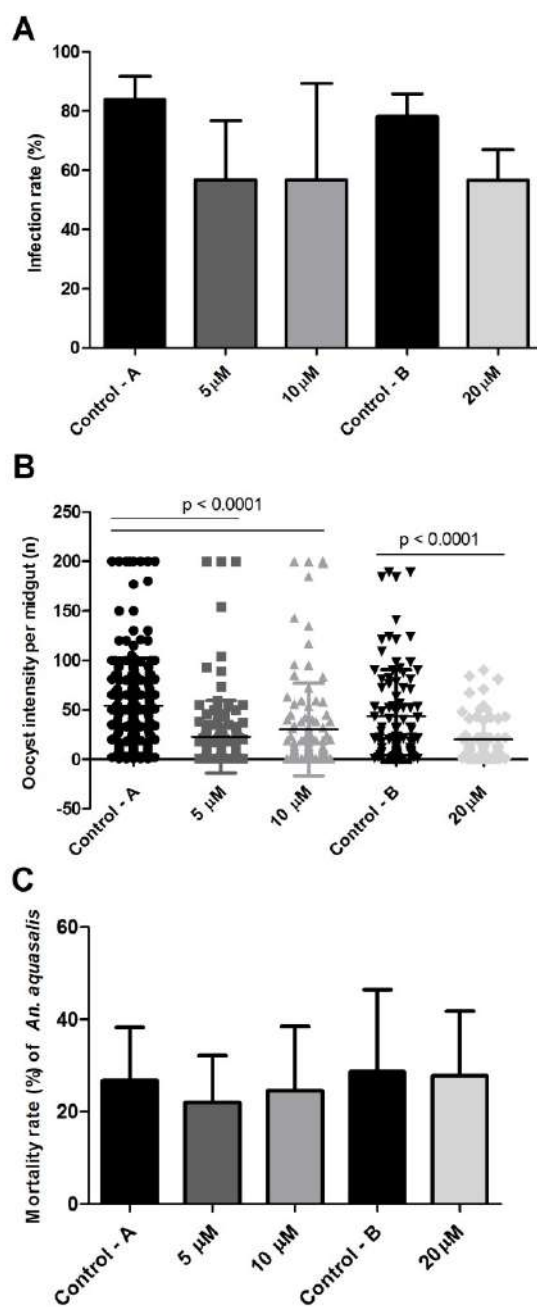 A
Infection rate (%)
100
80
60
40
20
0
Control - A
5 µM
10 µM
Control - B
20 µM
B
Oocyst intensity per midgut (n)
p < 0.0001
p < 0.0001
250
200
150
100
50
0
-50
Control - A
5 µM
10 µM
Control - B
20 µM
C
Mortality rate (%) of An. aquasalis
60
40
20
0
Control - A
5 µM
10 µM
Control - B
20 µM